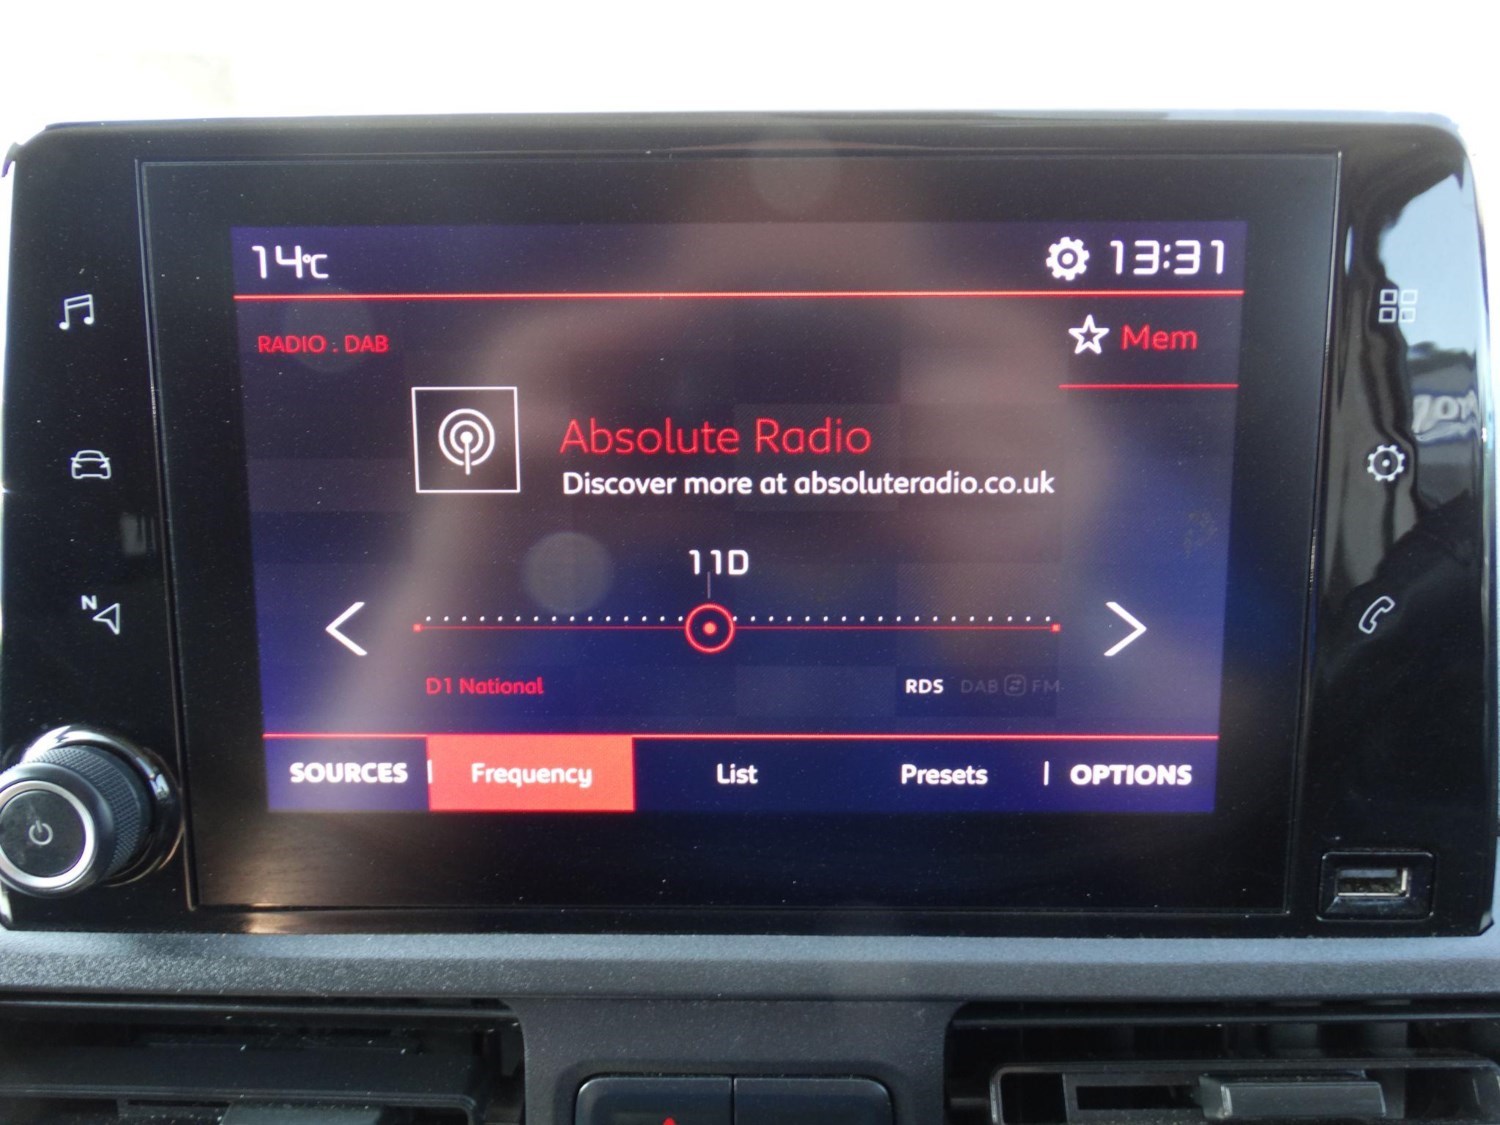 14°C
13:31
RADIO . DAB
Mem
Absolute Radio
Discover more at absoluteradio.co.uk
11D
D1 National
RDS DAB FM
SOURCES | Frequency List Presets | OPTIONS
N